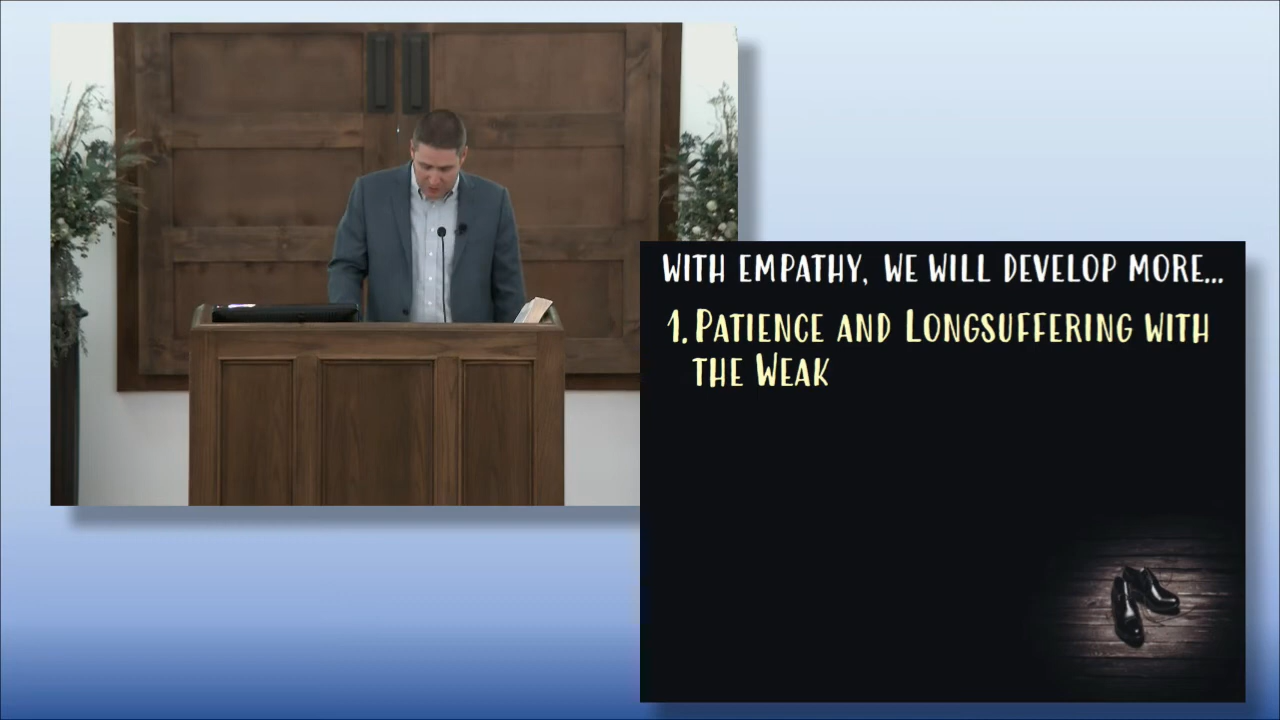 WITH EMPATHY, WE WILL DEVELOP MORE...
1. PATIENCE AND LONGSUFFERING WITH
THE WEAK